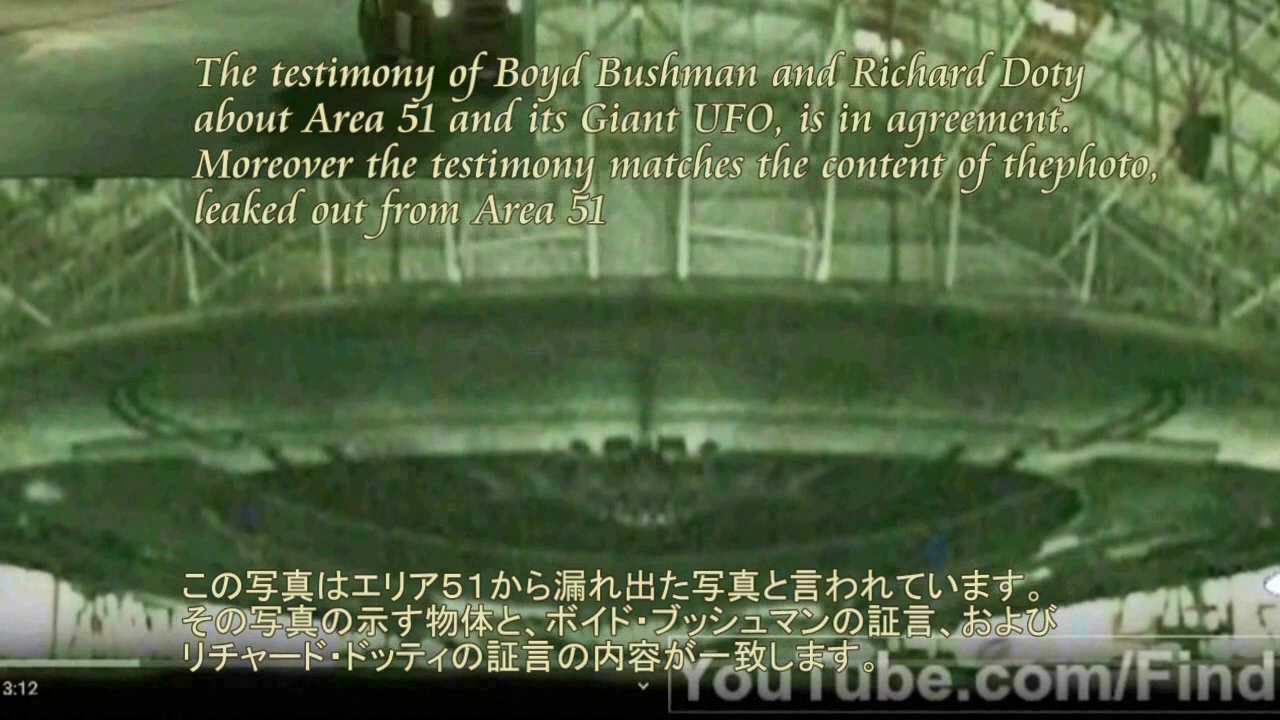 The testimony of Boyd Bushman and Richard Doty
about Area 51 and its Giant UFO, is in agreement.
Moreover the testimony matches the content of thephoto,
leaked out from Area 51
この写真はエリア５１から漏れ出た写真と言われています。
その写真の示す物体と、ボイド・ブッシュマンの証言、および
リチャード・ドッティの証言の内容が一致します。
3:12
YouTube.com/Find